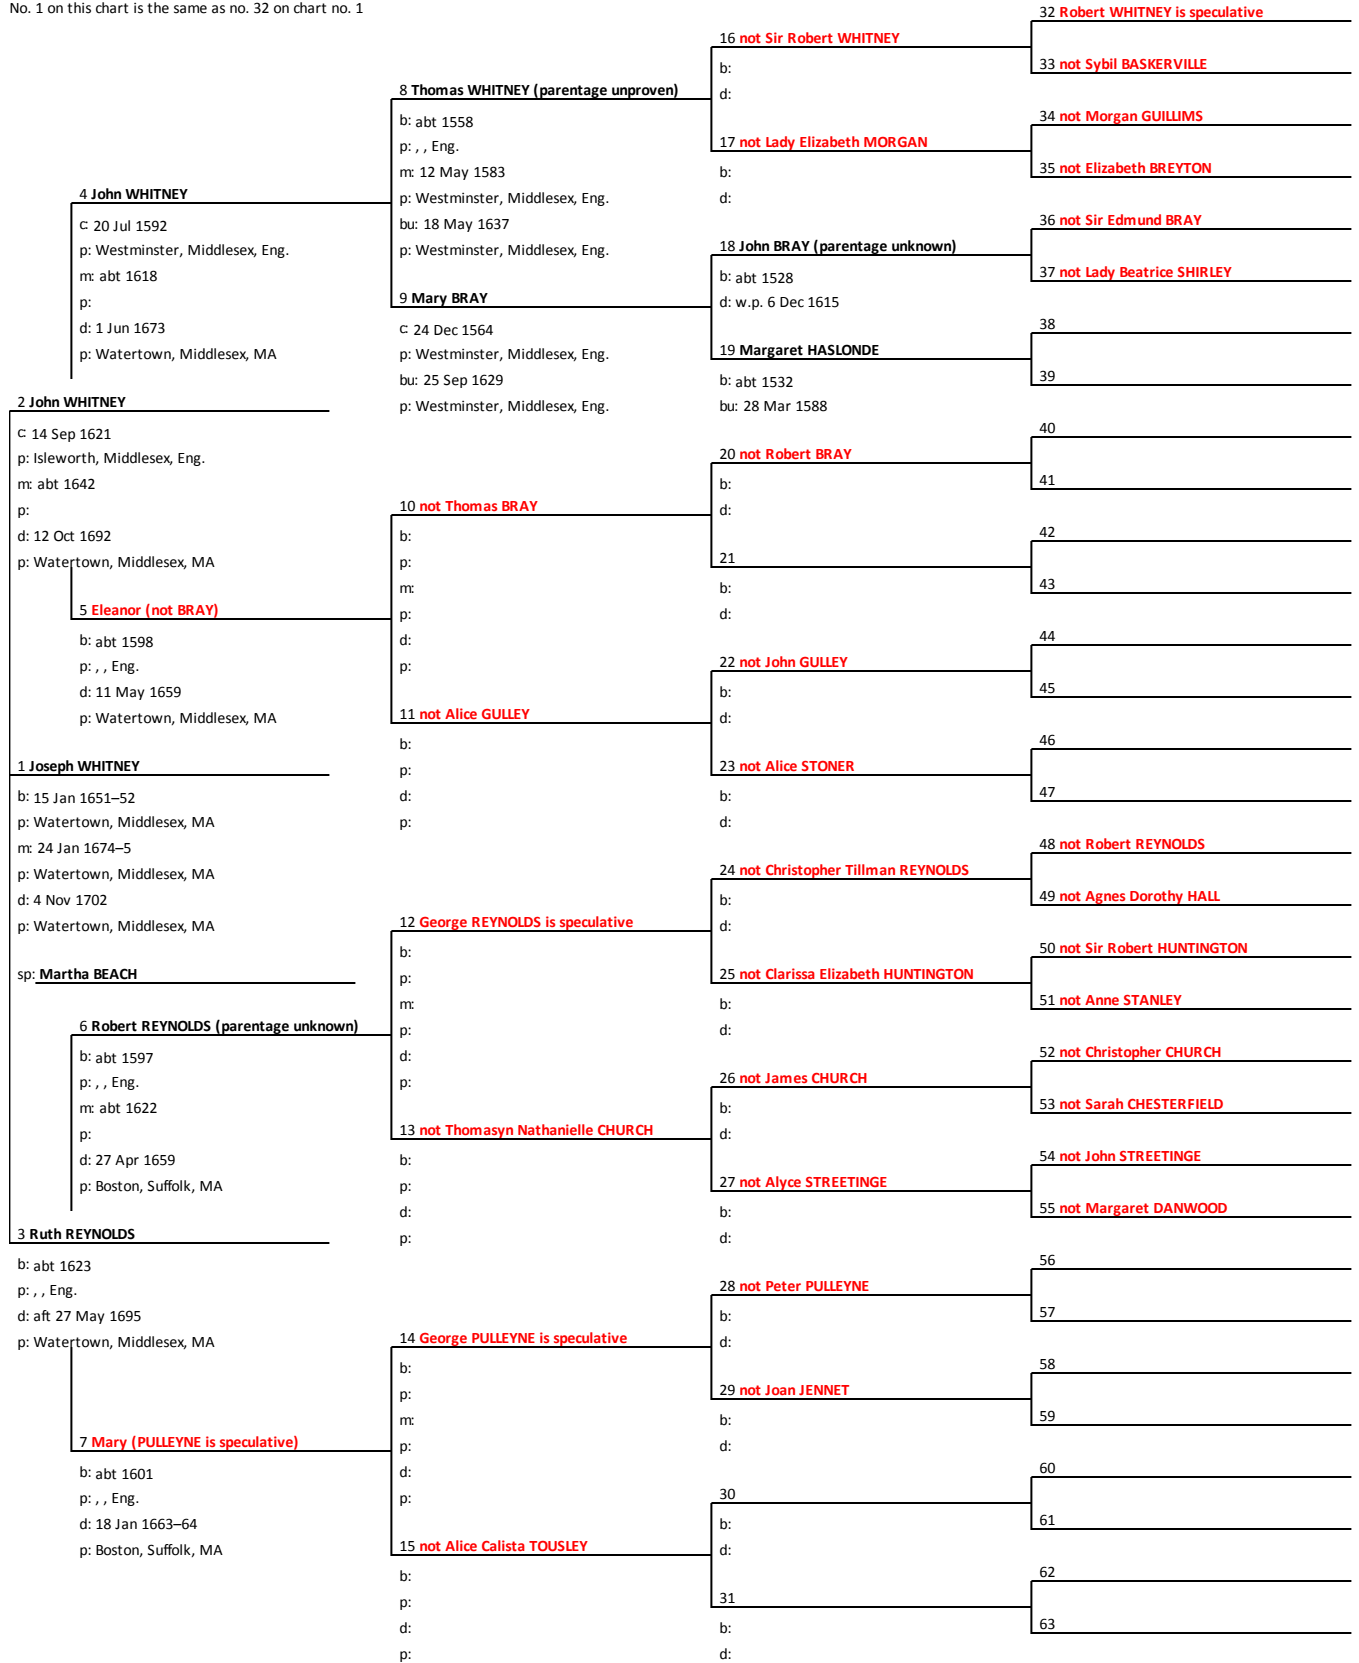 No. 1 on this chart is the same as no. 32 on chart no. 1
32 Robert WHITNEY is speculative
16 not Sir Robert WHITNEY
b:
d:
33 not Sybil BASKERVILLE
8 Thomas WHITNEY (parentage unproven)
b: abt 1558
p: , , Eng.
m: 12 May 1583
p: Westminster, Middlesex, Eng.
bu: 18 May 1637
p: Westminster, Middlesex, Eng.
34 not Morgan GUILLIMS
17 not Lady Elizabeth MORGAN
b:
d:
35 not Elizabeth BREYTON
4 John WHITNEY
c: 20 Jul 1592
p: Westminster, Middlesex, Eng.
m: abt 1618
p:
d: 1 Jun 1673
p: Watertown, Middlesex, MA
36 not Sir Edmund BRAY
18 John BRAY (parentage unknown)
b: abt 1528
d: w.p. 6 Dec 1615
37 not Lady Beatrice SHIRLEY
9 Mary BRAY
c: 24 Dec 1564
p: Westminster, Middlesex, Eng.
bu: 25 Sep 1629
p: Westminster, Middlesex, Eng.
38
19 Margaret HASLONDE
b: abt 1532
bu: 28 Mar 1588
39
2 John WHITNEY
c: 14 Sep 1621
p: Isleworth, Middlesex, Eng.
m: abt 1642
p:
d: 12 Oct 1692
p: Watertown, Middlesex, MA
40
20 not Robert BRAY
b:
d:
41
10 not Thomas BRAY
b:
p:
m:
p:
d:
p:
42
21
b:
d:
43
5 Eleanor (not BRAY)
b: abt 1598
p: , , Eng.
d: 11 May 1659
p: Watertown, Middlesex, MA
44
22 not John GULLEY
b:
d:
45
11 not Alice GULLEY
b:
p:
d:
p:
46
23 not Alice STONER
b:
d:
47
1 Joseph WHITNEY
b: 15 Jan 1651–52
p: Watertown, Middlesex, MA
m: 24 Jan 1674–5
p: Watertown, Middlesex, MA
d: 4 Nov 1702
p: Watertown, Middlesex, MA
sp: Martha BEACH
48 not Robert REYNOLDS
24 not Christopher Tillman REYNOLDS
b:
d:
49 not Agnes Dorothy HALL
12 George REYNOLDS is speculative
b:
p:
m:
p:
d:
p:
50 not Sir Robert HUNTINGTON
25 not Clarissa Elizabeth HUNTINGTON
b:
d:
51 not Anne STANLEY
6 Robert REYNOLDS (parentage unknown)
b: abt 1597
p: , , Eng.
m: abt 1622
p:
d: 27 Apr 1659
p: Boston, Suffolk, MA
52 not Christopher CHURCH
26 not James CHURCH
b:
d:
53 not Sarah CHESTERFIELD
13 not Thomasyn Nathanielle CHURCH
b:
p:
d:
p:
54 not John STREETINGE
27 not Alyce STREETINGE
b:
d:
55 not Margaret DANWOOD
3 Ruth REYNOLDS
b: abt 1623
p: , , Eng.
d: aft 27 May 1695
p: Watertown, Middlesex, MA
56
28 not Peter PULLEYNE
b:
d:
57
14 George PULLEYNE is speculative
b:
p:
m:
p:
d:
p:
58
29 not Joan JENNET
b:
d:
59
7 Mary (PULLEYNE is speculative)
b: abt 1601
p: , , Eng.
d: 18 Jan 1663–64
p: Boston, Suffolk, MA
60
30
b:
d:
61
15 not Alice Calista TOUSLEY
b:
p:
d:
p:
62
31
b:
d:
63